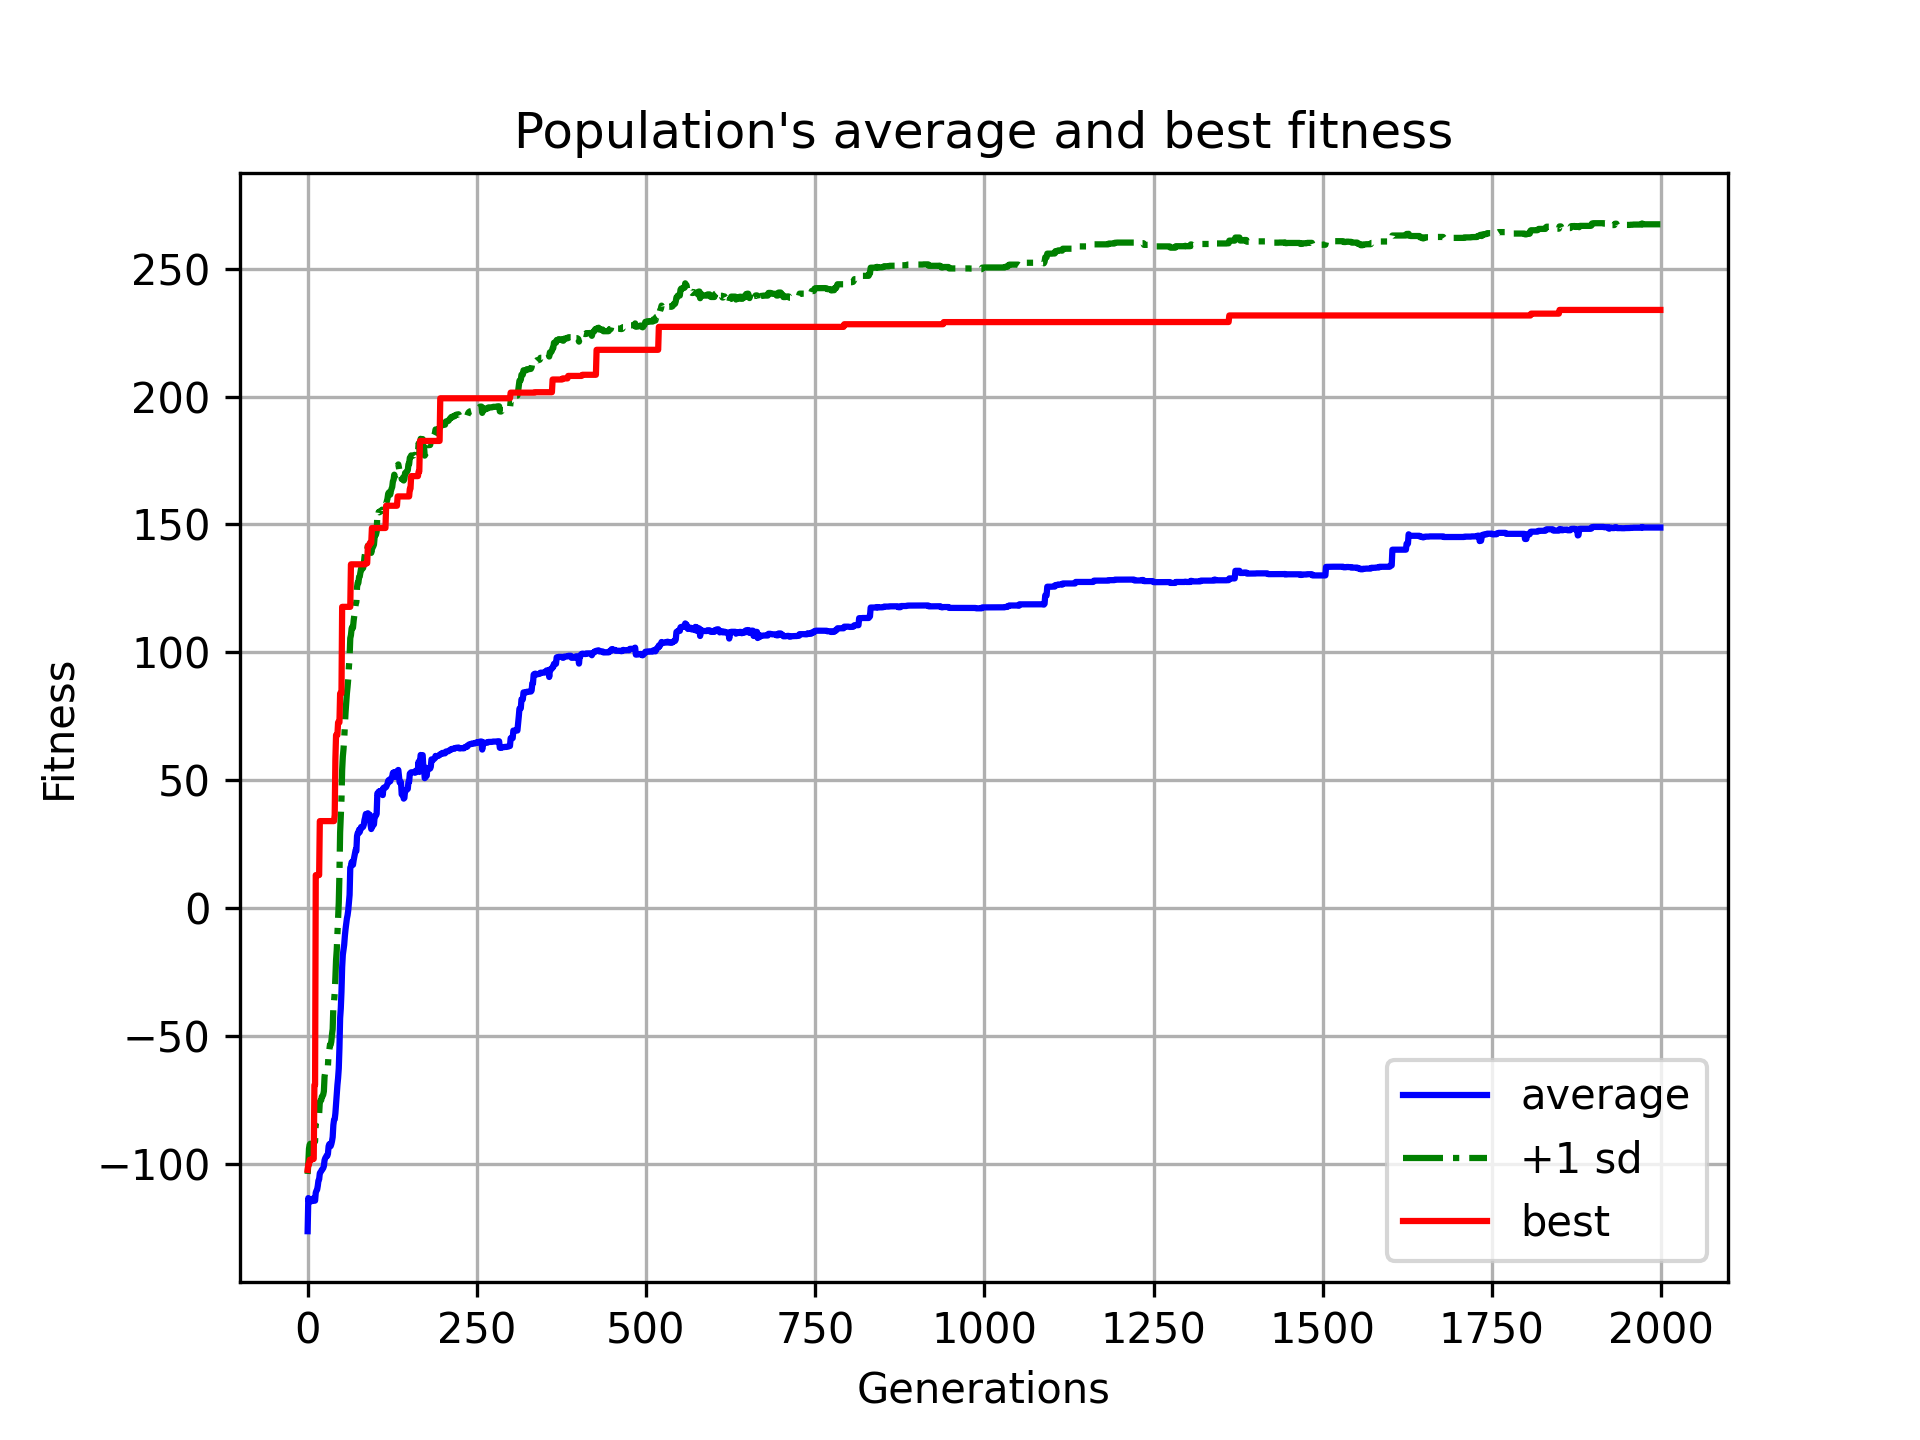 Population's average and best fitness
Fitness
250
200
150
100
50
0
−50
−100
average
+1 sd
best
0 250 500 750 1000 1250 1500 1750 2000
Generations